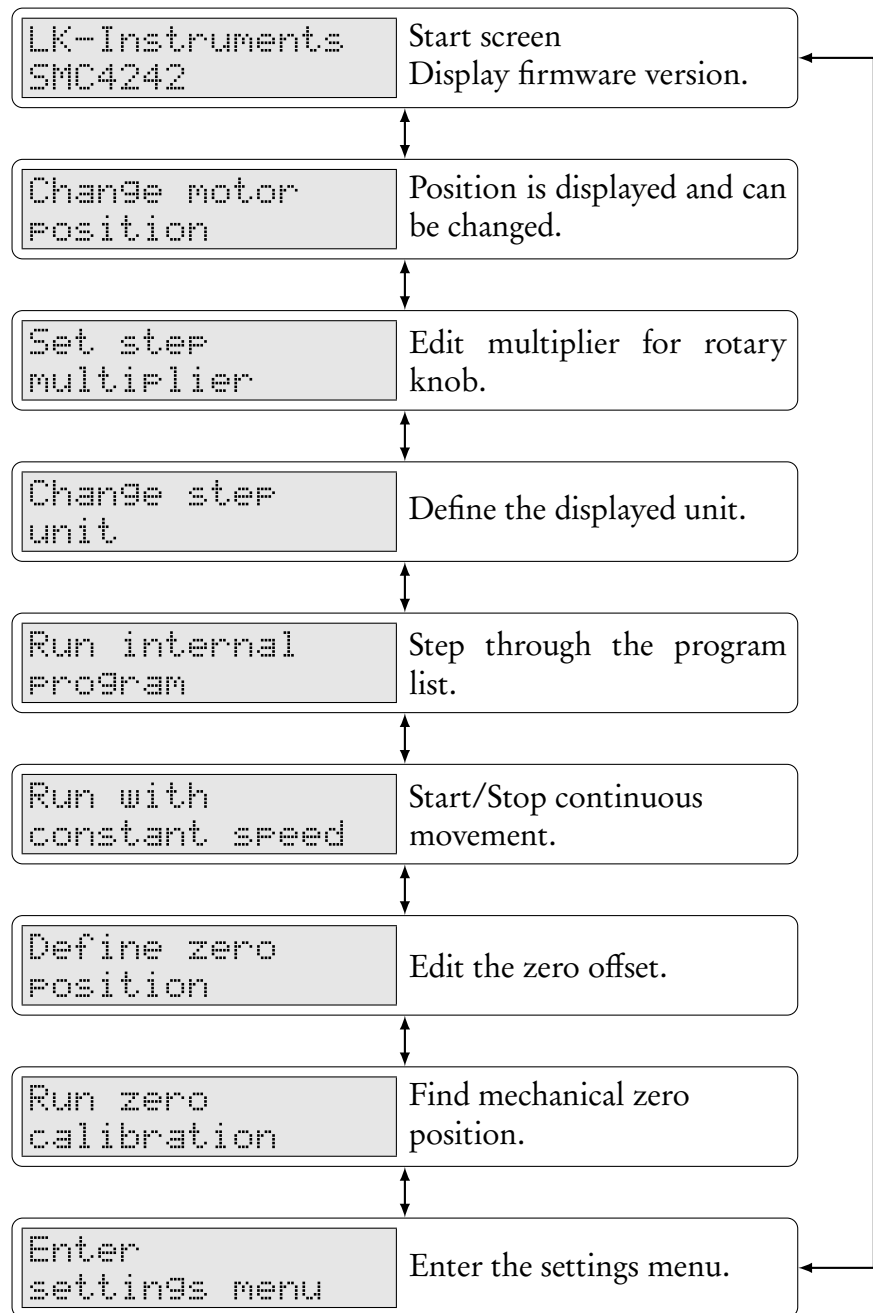 LK-Instruments
SMC4242
Start screen
Display firmware version.
Change motor
position
Position is displayed and can
be changed.
Set step
multiplier
Edit multiplier for rotary
knob.
Change step
unit
Define the displayed unit.
Run internal
program
Step through the program
list.
Run with
constant speed
Start/Stop continuous
movement.
Define zero
position
Edit the zero offset.
Run zero
calibration
Find mechanical zero
position.
Enter
settings menu
Enter the settings menu.